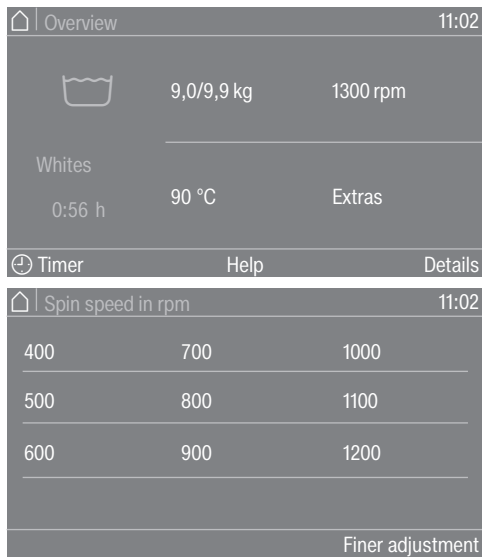 Overview 11:02
9,0/9,9 kg 1300 rpm
Whites
0:56 h
90 °C Extras
Timer Help Details
Spin speed in rpm 11:02
400 700 1000
500 800 1100
600 900 1200
Finer adjustment